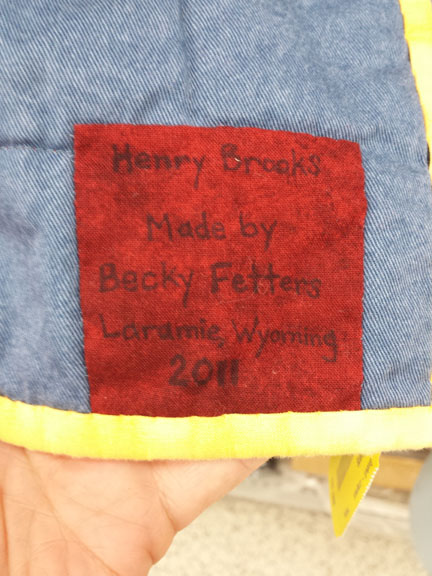 Henry Brooks
Made by
Becky Fetters
Laramie, Wyoming
2011